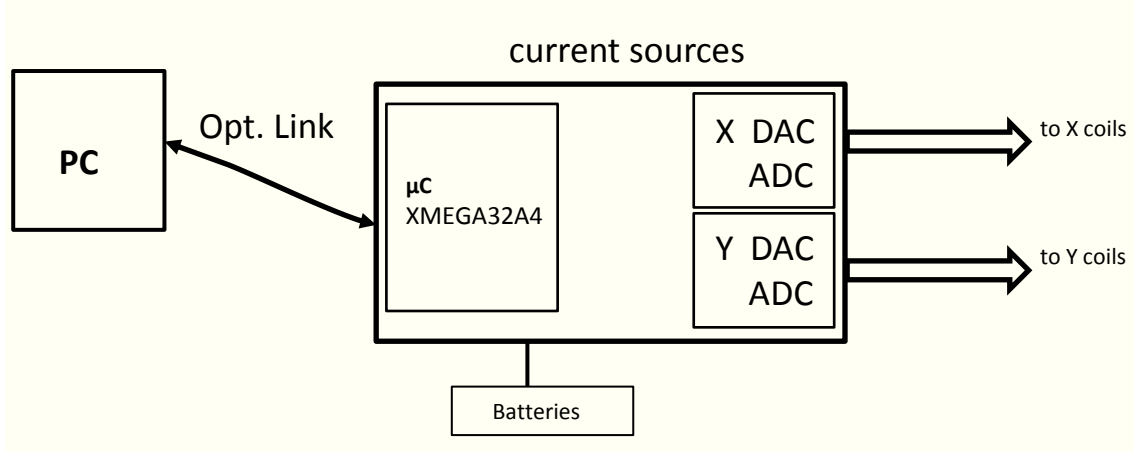 current sources
PC
Opt. Link
µC
XMEGA32A4
X DAC
ADC
to X coils
Y DAC
ADC
to Y coils
Batteries